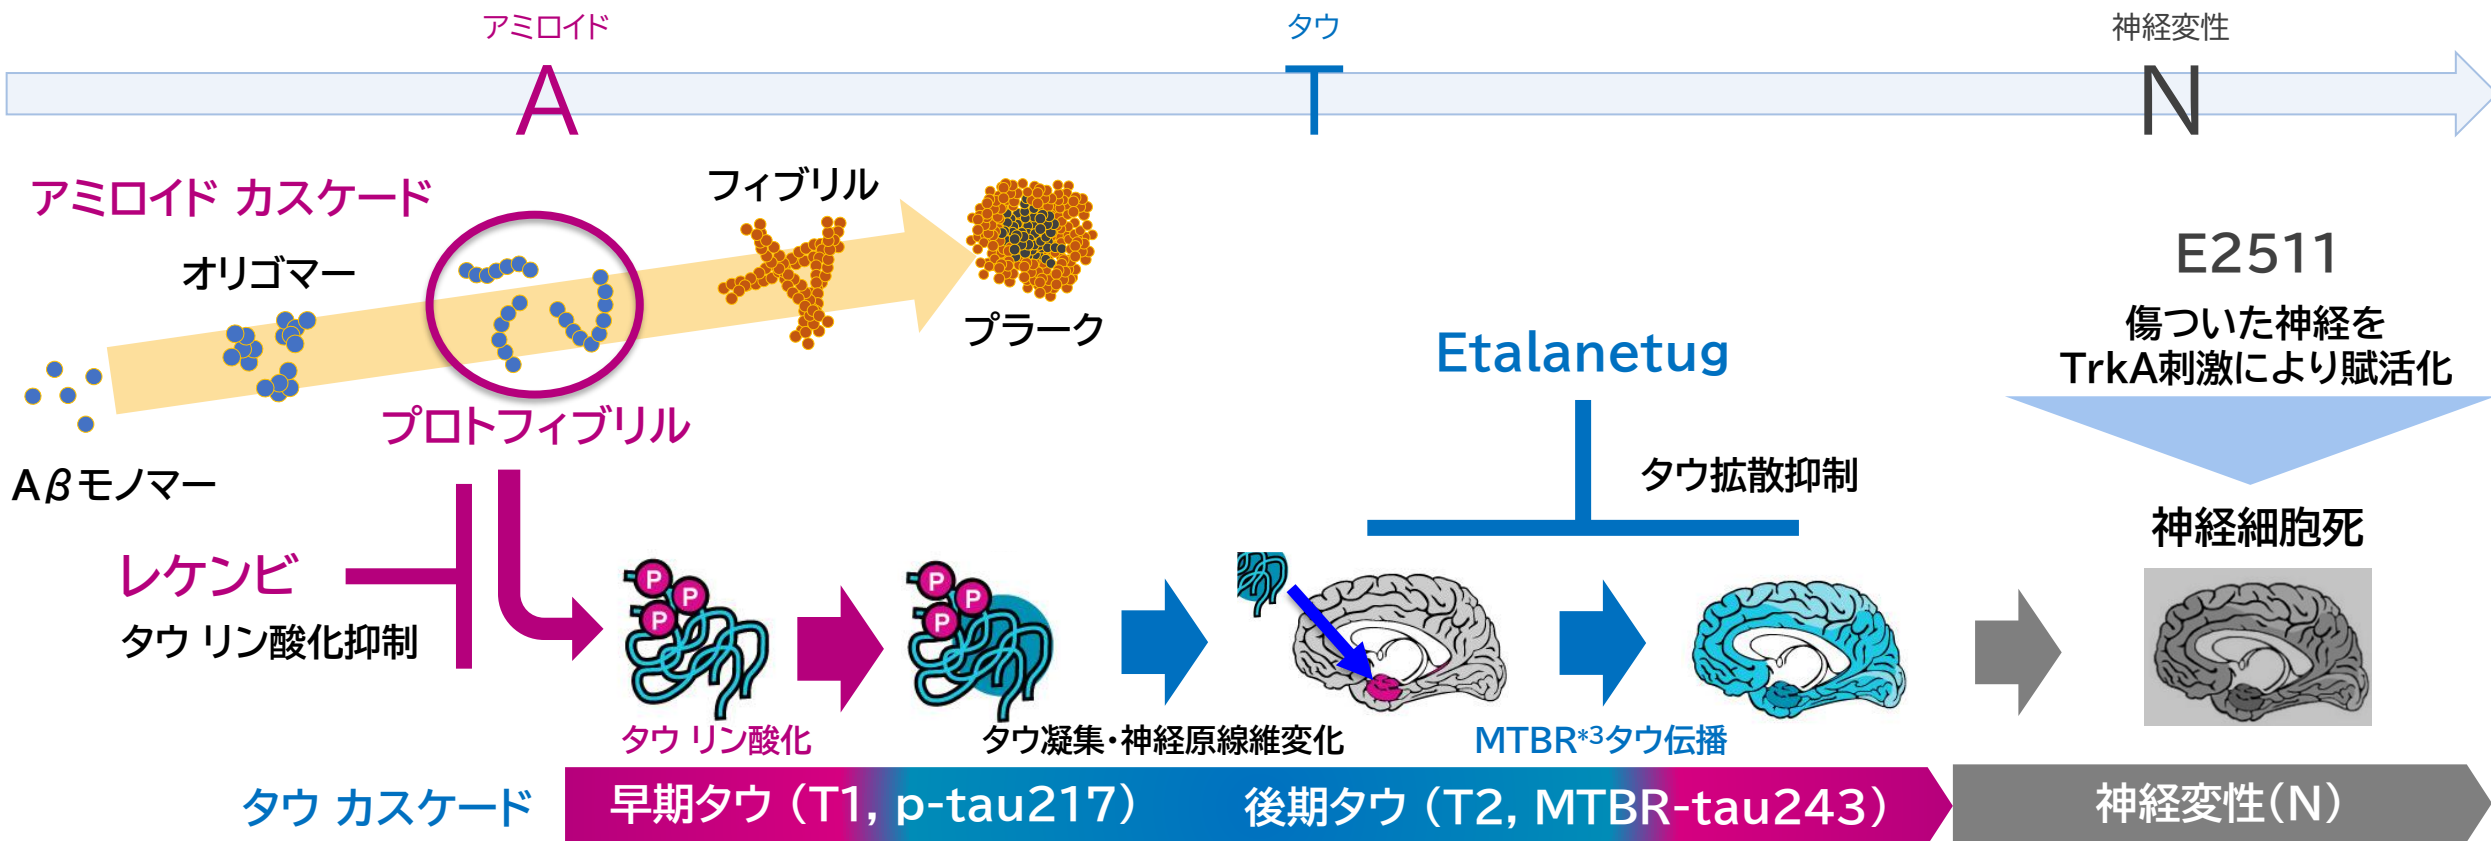 アミロイド
タウ
神経変性
A
T
N
アミロイド カスケード
フィブリル
オリゴマー
プラーク
E2511
傷ついた神経を
TrkA刺激により賦活化
Etalanetug
プロトフィブリル
Aβモノマー
タウ拡散抑制
神経細胞死
レケンビ
タウ リン酸化抑制
P
P
P
P
P
P
タウ リン酸化
タウ凝集・神経原線維変化
MTBR*3タウ伝播
タウ カスケード
早期タウ (T1, p-tau217)
後期タウ (T2, MTBR-tau243)
神経変性(N)